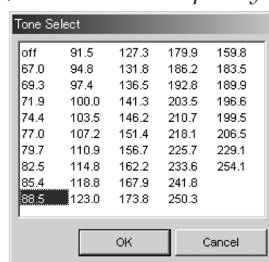 Tone Select
off 91.5 127.3 179.9 159.8
67.0 94.8 131.8 186.2 183.5
69.3 97.4 136.5 192.8 189.9
71.9 100.0 141.3 203.5 196.6
74.4 103.5 146.2 210.7 199.5
77.0 107.2 151.4 218.1 206.5
79.7 110.9 156.7 225.7 229.1
82.5 114.8 162.2 233.6 254.1
85.4 118.8 167.9 241.8
88.5 123.0 173.8 250.3
OK Cancel